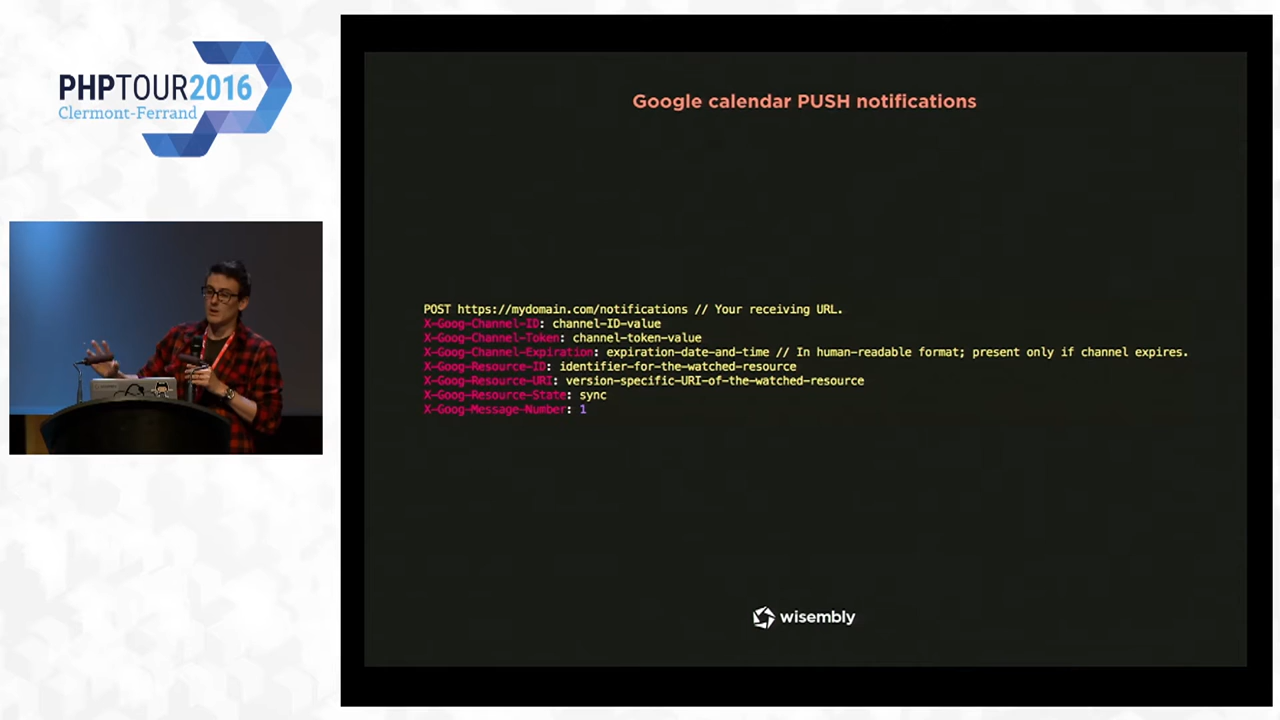 PHPTOUR2016
Clermont-Ferrand
Google calendar PUSH notifications
POST https://mydomain.com/notifications // Your receiving URL.
X-Goog-Channel-ID: channel-ID-value
X-Goog-Channel-Token: channel-token-value
X-Goog-Channel-Expiration: expiration-date-and-time // In human-readable format; present only if channel expires.
X-Goog-Resource-ID: identifier-for-the-watched-resource
X-Goog-Resource-URI: version-specific-URI-of-the-watched-resource
X-Goog-Resource-State: sync
X-Goog-Message-Number: 1
wisembly